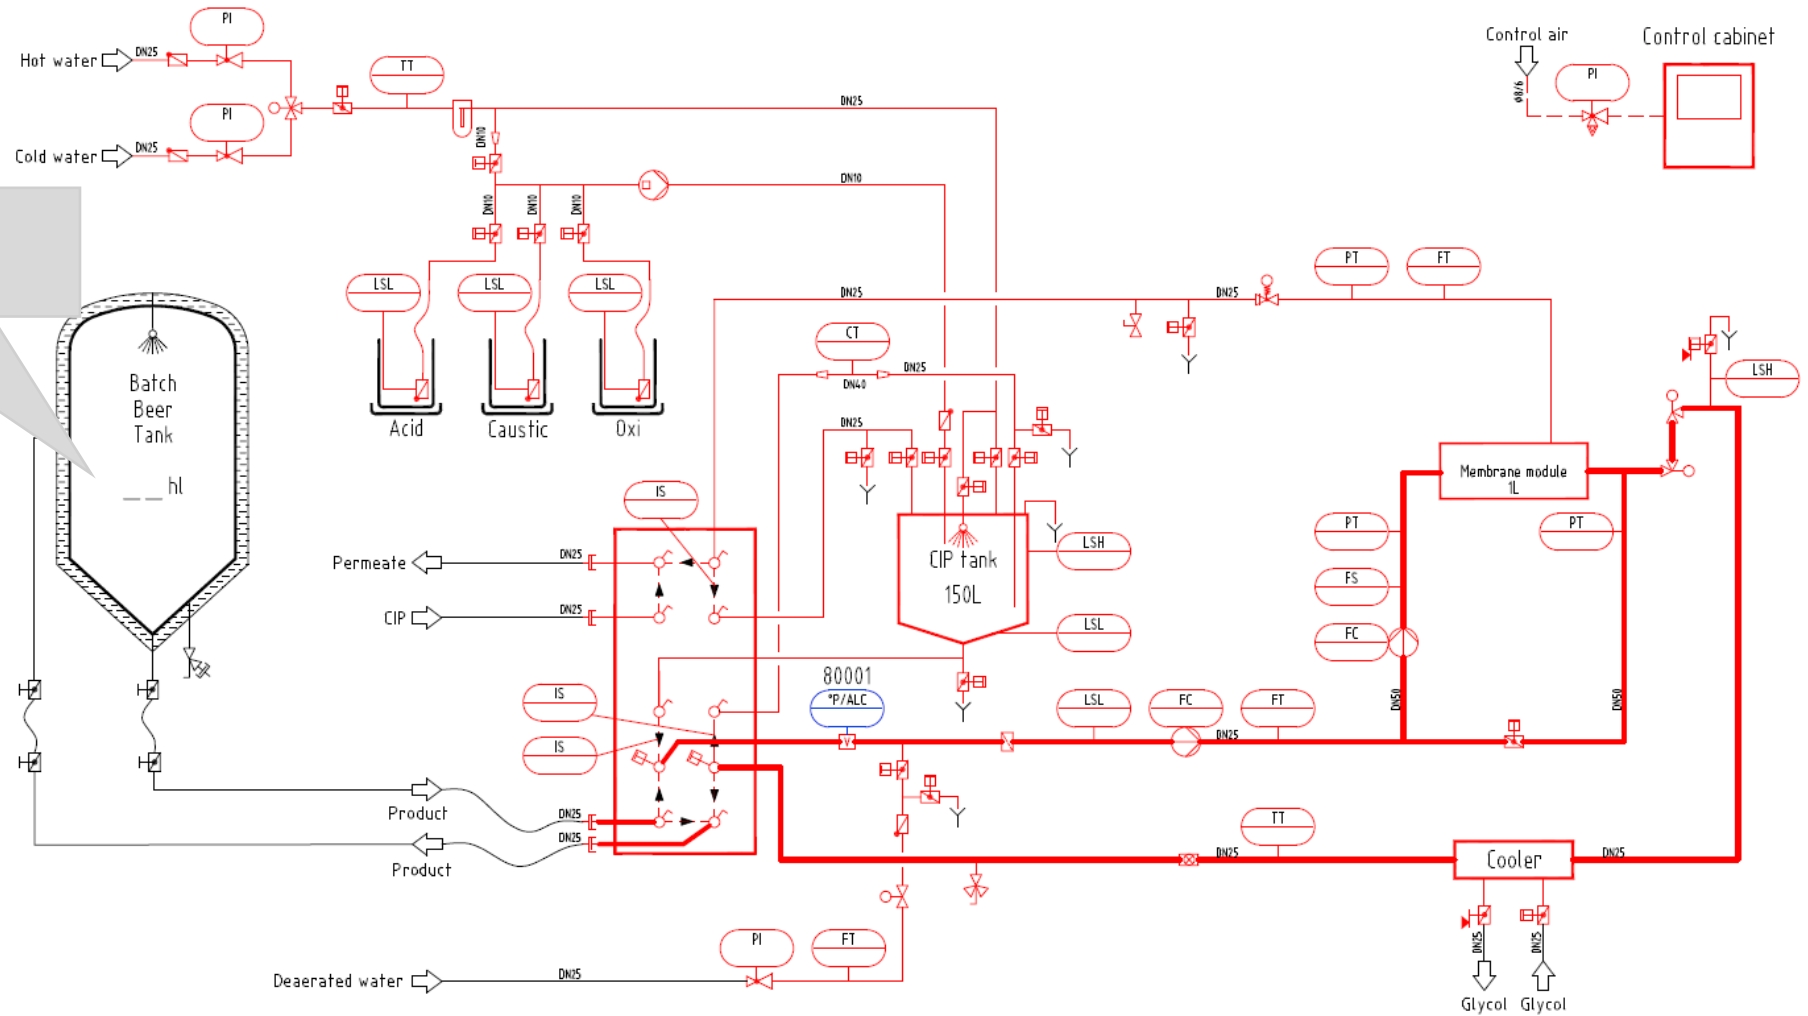 PI
Control air
Control cabinet
Hot water
DN25
TT
PI
PI
ø8/6
DN25
Cold water
DN25
DN10
DN10
DN10
DN10
DN10
PT
FT
LSL
LSL
LSL
DN25
DN25
CT
DN25
DN40
LSH
Batch
Beer
Tank
__ hl
Acid
Caustic
Oxi
DN25
Membrane module
1L
IS
PT
PT
CIP tank
150L
LSH
Permeate
DN25
FS
CIP
DN25
LSL
FC
80001
IS
°P/ALC
LSL
FC
FT
DN50
DN50
IS
DN25
Product
DN25
DN25
Product
TT
DN25
Cooler
DN25
PI
FT
DN25
DN25
Deaerated water
DN25
Glycol
Glycol